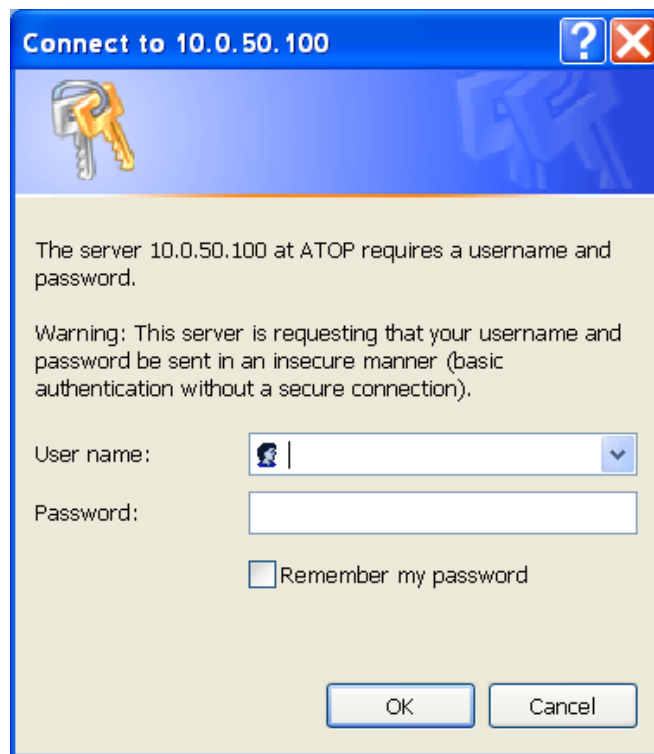 Connect to 10.0.50.100
The server 10.0.50.100 at ATOP requires a username and
password.
Warning: This server is requesting that your username and
password be sent in an insecure manner (basic
authentication without a secure connection).
User name:
Password:
Remember my password
OK
Cancel